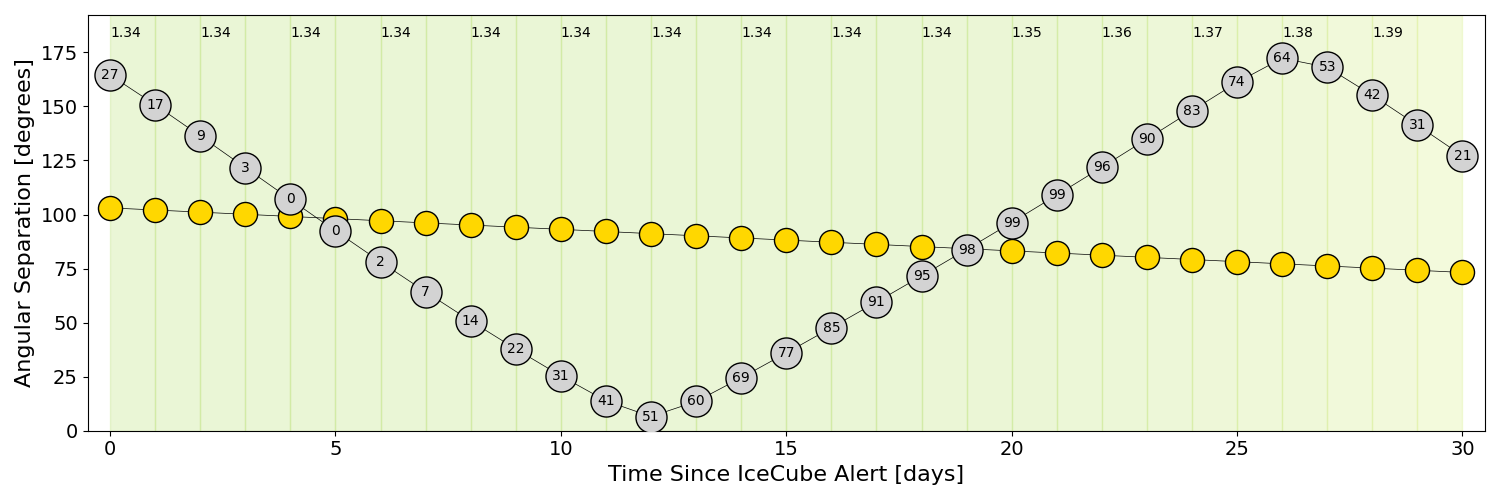 1.34 1.34 1.34 1.34 1.34 1.34 1.34 1.34 1.34 1.34 1.35 1.36 1.37 1.38 1.39
175
150
125
100
75
50
25
0
Angular Separation [degrees]
27 17 9 3 0 0 2 7 14 22 31 41 51 60 69 77 85 91 95 98 99 99 96 90 83 74 64 53 42 31 21
0 5 10 15 20 25 30
Time Since IceCube Alert [days]